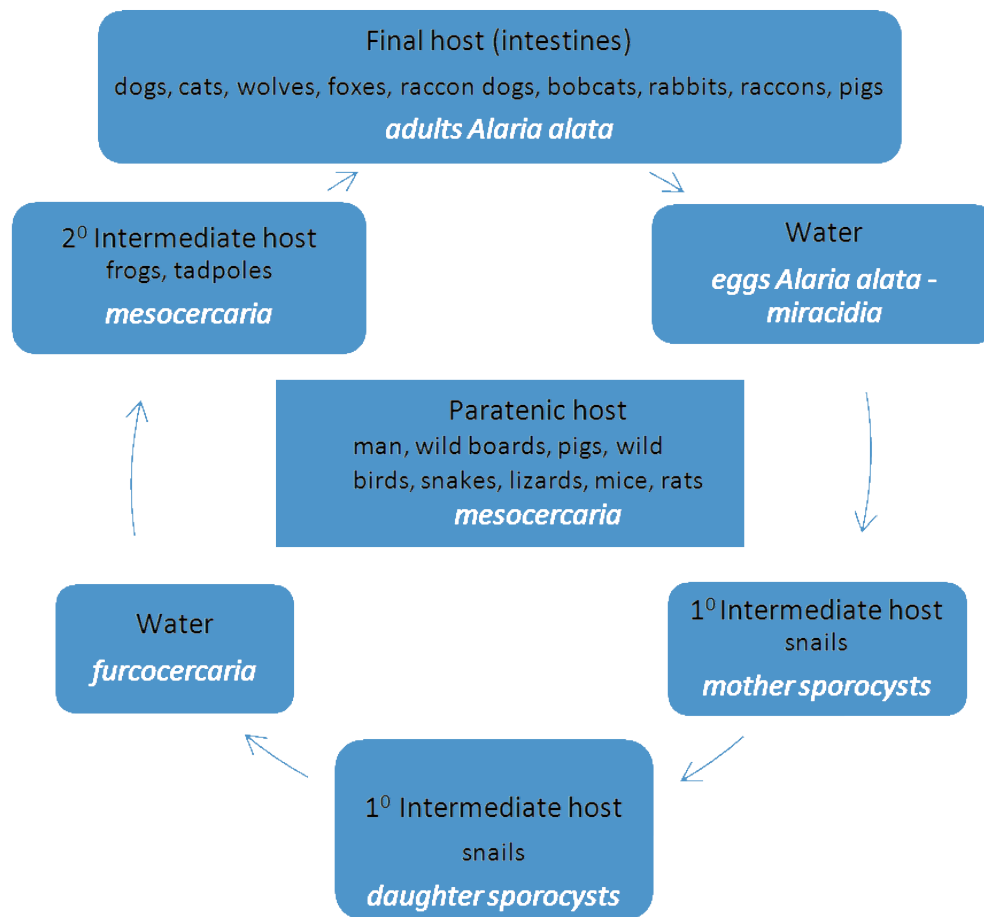 Final host (intestines)
dogs, cats, wolves, foxes, raccon dogs, bobcats, rabbits, raccons, pigs
adults Alaria alata
Water
eggs Alaria alata -
miracidia
1⁰ Intermediate host
snails
mother sporocysts
1⁰ Intermediate host
snails
daughter sporocysts
Water
furcocercaria
2⁰ Intermediate host
frogs, tadpoles
mesocercaria
Paratenic host
man, wild boards, pigs, wild
birds, snakes, lizards, mice, rats
mesocercaria